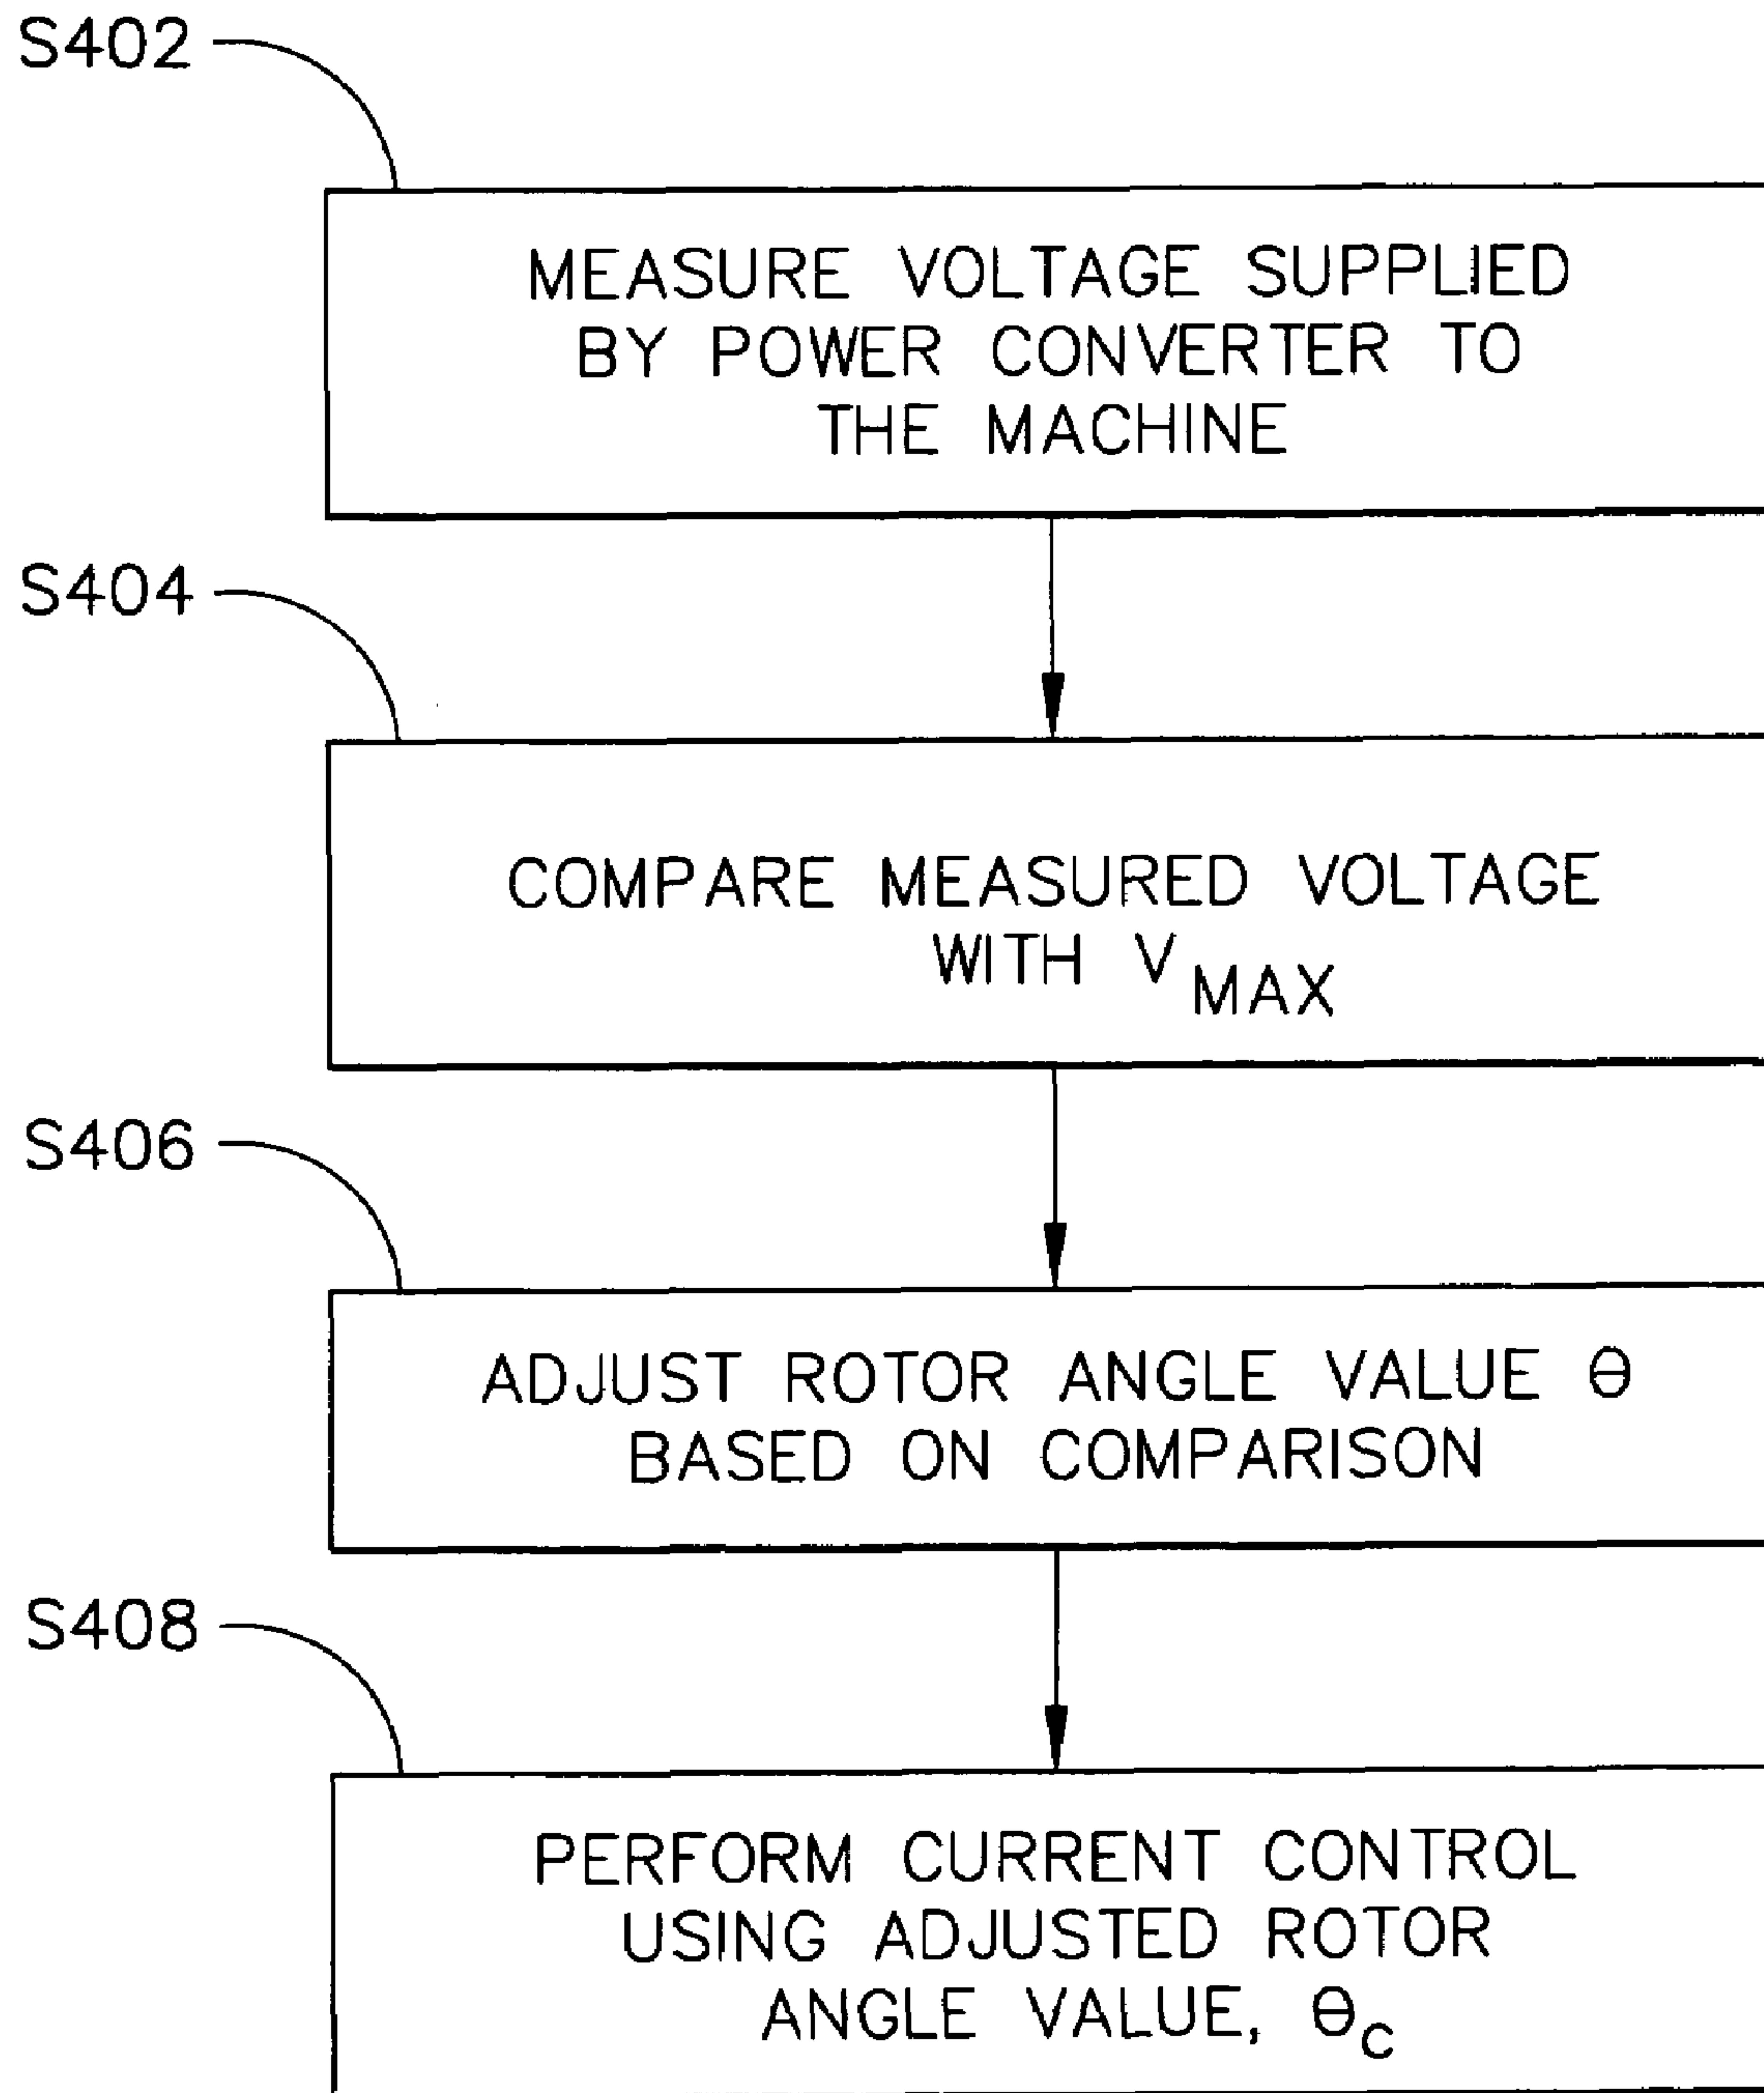 S402
MEASURE VOLTAGE SUPPLIED
BY POWER CONVERTER TO
THE MACHINE
S404
COMPARE MEASURED VOLTAGE
WITH VMAX
S406
ADJUST ROTOR ANGLE VALUE Θ
BASED ON COMPARISON
S408
PERFORM CURRENT CONTROL
USING ADJUSTED ROTOR
ANGLE VALUE, ΘC